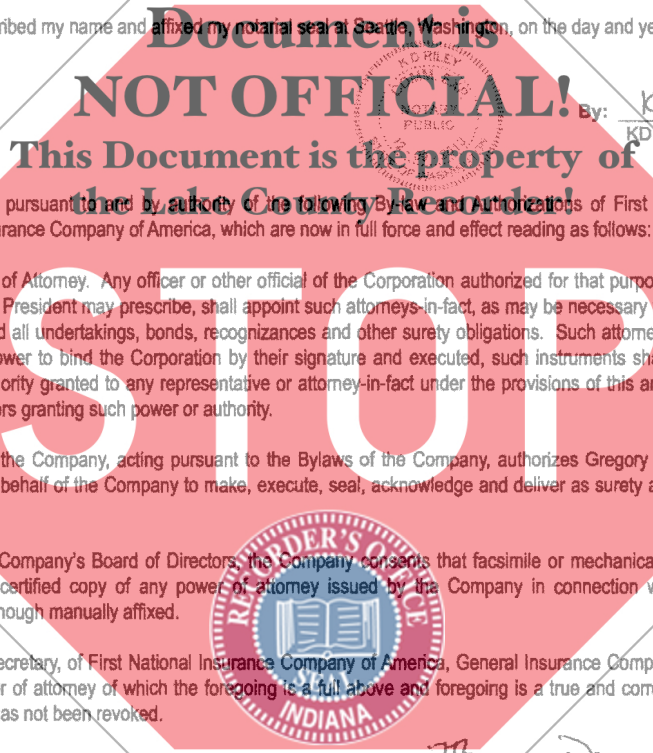 ribed my name and affixed my notarial seal at Seattle, Washington, on the day and ye
Document is
NOT OFFICIAL!
K D RILEY
NOTARY
PUBLIC
By:
KD
This Document is the property of
the Lake County Recorder!
pursuant to and by authority of the following By-law and Authorizations of First
urance Company of America, which are now in full force and effect reading as follows:
STOP
of Attorney. Any officer or other official of the Corporation authorized for that purpo
President may prescribe, shall appoint such attorneys-in-fact, as may be necessary
d all undertakings, bonds, recognizances and other surety obligations. Such attorne
ower to bind the Corporation by their signature and executed, such instruments sha
ority granted to any representative or attorney-in-fact under the provisions of this ar
ers granting such power or authority.
the Company, acting pursuant to the Bylaws of the Company, authorizes Gregory
behalf of the Company to make, execute, seal, acknowledge and deliver as surety a
Company's Board of Directors, the Company consents that facsimile or mechanica
certified copy of any power of attorney issued by the Company in connection w
hough manually affixed.
RECORDER'S OFFICE
SEAL
INDIANA
ecretary, of First National Insurance Company of America, General Insurance Comp
r of attorney of which the foregoing is a full above and foregoing is a true and corr
as not been revoked.